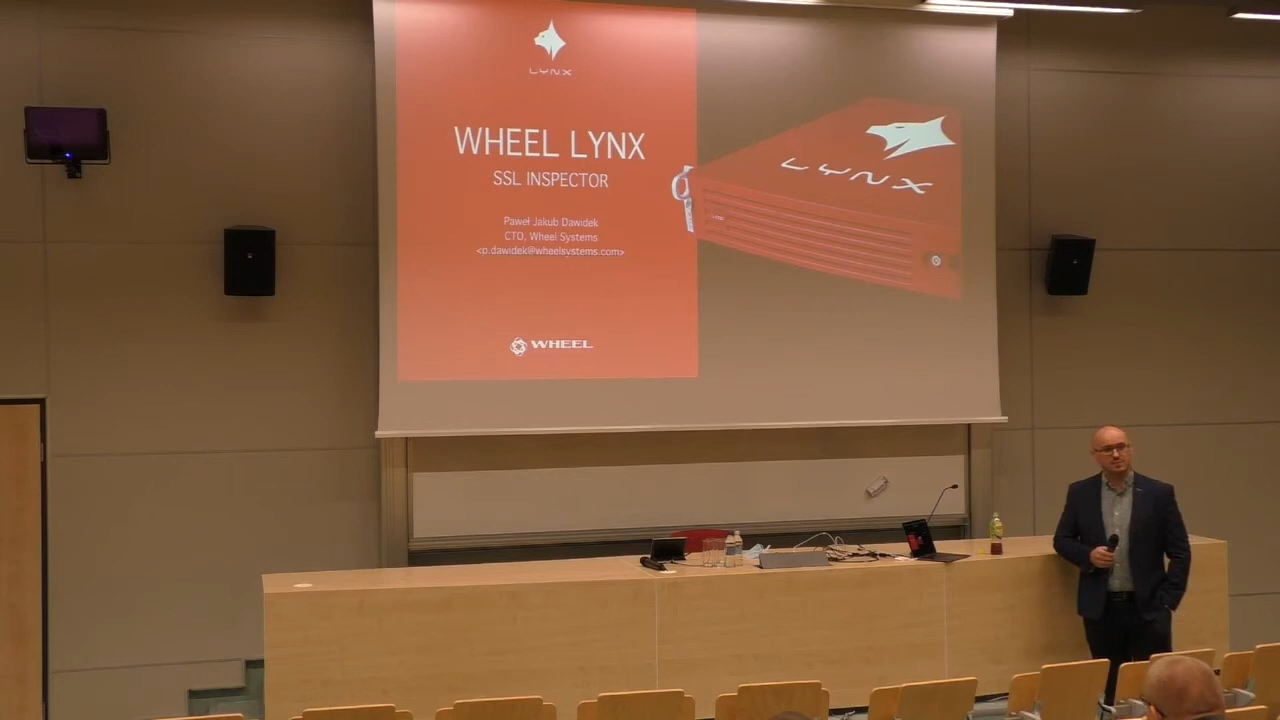 LYNX
WHEEL LYNX
SSL INSPECTOR
Paweł Jakub Dawidek
CTO, Wheel Systems
<p.dawidek@wheelsystems.com>
WHEEL
LYNX